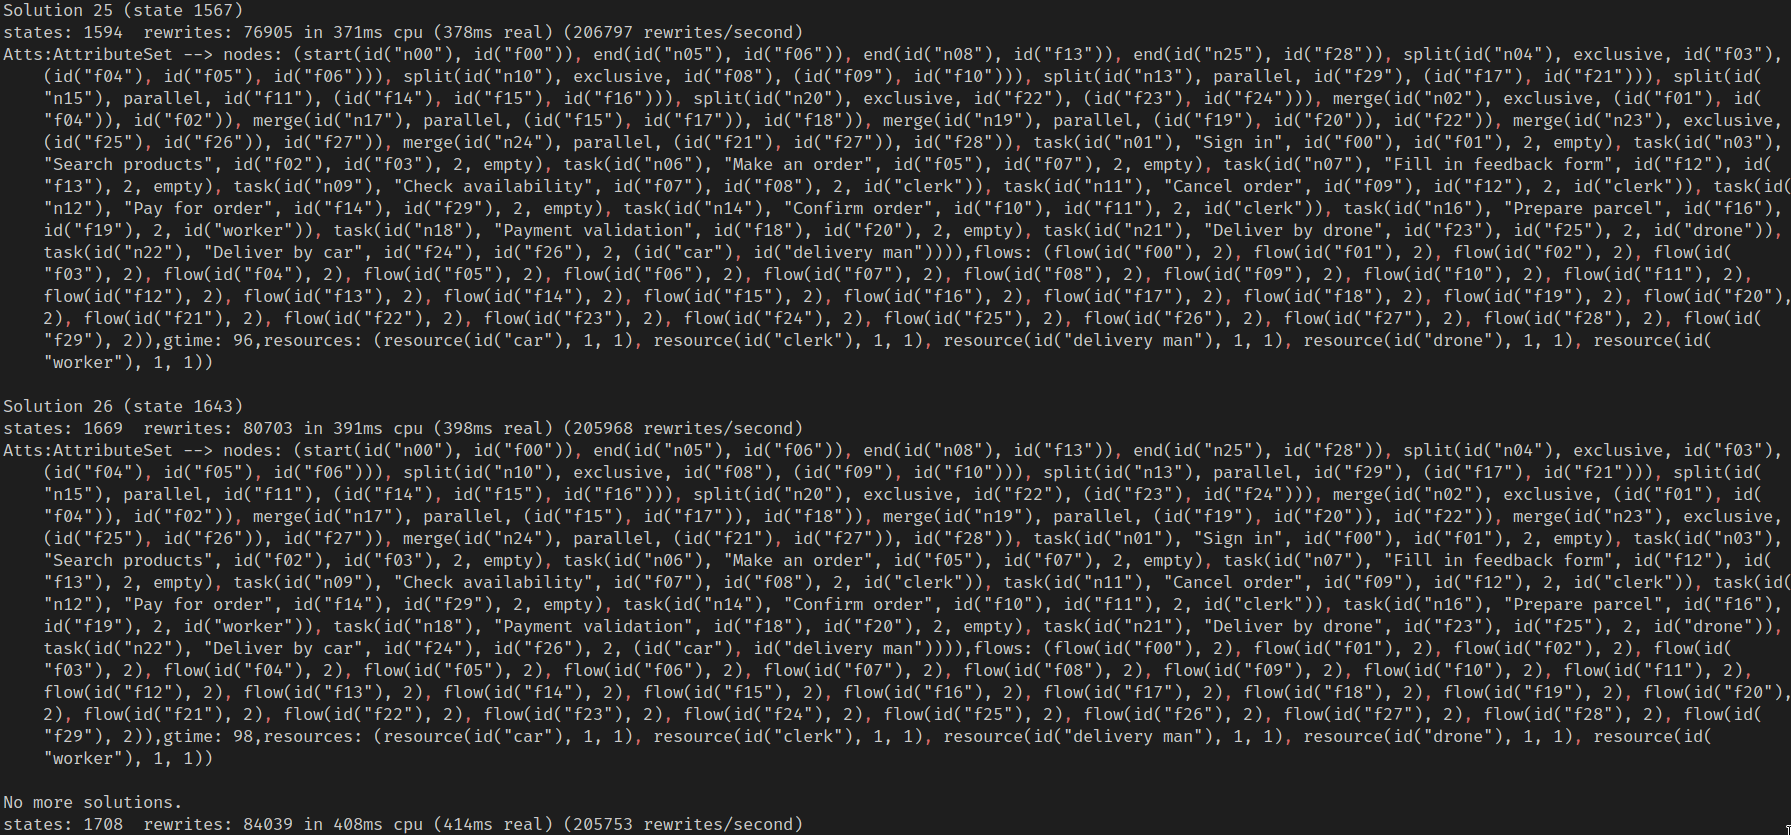 Solution 25 (state 1567)
states: 1594  rewrites: 76905 in 371ms cpu (378ms real) (206797 rewrites/second)
Atts:AttributeSet --> nodes: (start(id("n00"), id("f00")), end(id("n05"), id("f06")), end(id("n08"), id("f13")), end(id("n25"), id("f28")), split(id("n04"), exclusive, id("f03"),
(id("f04"), id("f05"), id("f06"))), split(id("n10"), exclusive, id("f08"), (id("f09"), id("f10"))), split(id("n13"), parallel, id("f29"), (id("f17"), id("f21"))), split(id(
"n15"), parallel, id("f11"), (id("f14"), id("f15"), id("f16"))), split(id("n20"), exclusive, id("f22"), (id("f23"), id("f24"))), merge(id("n02"), exclusive, (id("f01"), id(
"f04")), id("f02")), merge(id("n17"), parallel, (id("f15"), id("f17")), id("f18")), merge(id("n19"), parallel, (id("f19"), id("f20")), id("f22")), merge(id("n23"), exclusive,
(id("f25"), id("f26")), id("f27")), merge(id("n24"), parallel, (id("f21"), id("f27")), id("f28")), task(id("n01"), "Sign in", id("f00"), id("f01"), 2, empty), task(id("n03"),
"Search products", id("f02"), id("f03"), 2, empty), task(id("n06"), "Make an order", id("f05"), id("f07"), 2, empty), task(id("n07"), "Fill in feedback form", id("f12"), id(
"f13"), 2, empty), task(id("n09"), "Check availability", id("f07"), id("f08"), 2, id("clerk")), task(id("n11"), "Cancel order", id("f09"), id("f12"), 2, id("clerk")), task(id(
"n12"), "Pay for order", id("f14"), id("f29"), 2, empty), task(id("n14"), "Confirm order", id("f10"), id("f11"), 2, id("clerk")), task(id("n16"), "Prepare parcel", id("f16"),
id("f19"), 2, id("worker")), task(id("n18"), "Payment validation", id("f18"), id("f20"), 2, empty), task(id("n21"), "Deliver by drone", id("f23"), id("f25"), 2, id("drone")),
task(id("n22"), "Deliver by car", id("f24"), id("f26"), 2, (id("car"), id("delivery man")))),flows: (flow(id("f00"), 2), flow(id("f01"), 2), flow(id("f02"), 2), flow(id(
"f03"), 2), flow(id("f04"), 2), flow(id("f05"), 2), flow(id("f06"), 2), flow(id("f07"), 2), flow(id("f08"), 2), flow(id("f09"), 2), flow(id("f10"), 2), flow(id("f11"), 2),
flow(id("f12"), 2), flow(id("f13"), 2), flow(id("f14"), 2), flow(id("f15"), 2), flow(id("f16"), 2), flow(id("f17"), 2), flow(id("f18"), 2), flow(id("f19"), 2), flow(id("f20"),
2), flow(id("f21"), 2), flow(id("f22"), 2), flow(id("f23"), 2), flow(id("f24"), 2), flow(id("f25"), 2), flow(id("f26"), 2), flow(id("f27"), 2), flow(id("f28"), 2), flow(id(
"f29"), 2)),gtime: 96,resources: (resource(id("car"), 1, 1), resource(id("clerk"), 1, 1), resource(id("delivery man"), 1, 1), resource(id("drone"), 1, 1), resource(id(
"worker"), 1, 1))
Solution 26 (state 1643)
states: 1669  rewrites: 80703 in 391ms cpu (398ms real) (205968 rewrites/second)
Atts:AttributeSet --> nodes: (start(id("n00"), id("f00")), end(id("n05"), id("f06")), end(id("n08"), id("f13")), end(id("n25"), id("f28")), split(id("n04"), exclusive, id("f03"),
(id("f04"), id("f05"), id("f06"))), split(id("n10"), exclusive, id("f08"), (id("f09"), id("f10"))), split(id("n13"), parallel, id("f29"), (id("f17"), id("f21"))), split(id(
"n15"), parallel, id("f11"), (id("f14"), id("f15"), id("f16"))), split(id("n20"), exclusive, id("f22"), (id("f23"), id("f24"))), merge(id("n02"), exclusive, (id("f01"), id(
"f04")), id("f02")), merge(id("n17"), parallel, (id("f15"), id("f17")), id("f18")), merge(id("n19"), parallel, (id("f19"), id("f20")), id("f22")), merge(id("n23"), exclusive,
(id("f25"), id("f26")), id("f27")), merge(id("n24"), parallel, (id("f21"), id("f27")), id("f28")), task(id("n01"), "Sign in", id("f00"), id("f01"), 2, empty), task(id("n03"),
"Search products", id("f02"), id("f03"), 2, empty), task(id("n06"), "Make an order", id("f05"), id("f07"), 2, empty), task(id("n07"), "Fill in feedback form", id("f12"), id(
"f13"), 2, empty), task(id("n09"), "Check availability", id("f07"), id("f08"), 2, id("clerk")), task(id("n11"), "Cancel order", id("f09"), id("f12"), 2, id("clerk")), task(id(
"n12"), "Pay for order", id("f14"), id("f29"), 2, empty), task(id("n14"), "Confirm order", id("f10"), id("f11"), 2, id("clerk")), task(id("n16"), "Prepare parcel", id("f16"),
id("f19"), 2, id("worker")), task(id("n18"), "Payment validation", id("f18"), id("f20"), 2, empty), task(id("n21"), "Deliver by drone", id("f23"), id("f25"), 2, id("drone")),
task(id("n22"), "Deliver by car", id("f24"), id("f26"), 2, (id("car"), id("delivery man")))),flows: (flow(id("f00"), 2), flow(id("f01"), 2), flow(id("f02"), 2), flow(id(
"f03"), 2), flow(id("f04"), 2), flow(id("f05"), 2), flow(id("f06"), 2), flow(id("f07"), 2), flow(id("f08"), 2), flow(id("f09"), 2), flow(id("f10"), 2), flow(id("f11"), 2),
flow(id("f12"), 2), flow(id("f13"), 2), flow(id("f14"), 2), flow(id("f15"), 2), flow(id("f16"), 2), flow(id("f17"), 2), flow(id("f18"), 2), flow(id("f19"), 2), flow(id("f20"),
2), flow(id("f21"), 2), flow(id("f22"), 2), flow(id("f23"), 2), flow(id("f24"), 2), flow(id("f25"), 2), flow(id("f26"), 2), flow(id("f27"), 2), flow(id("f28"), 2), flow(id(
"f29"), 2)),gtime: 98,resources: (resource(id("car"), 1, 1), resource(id("clerk"), 1, 1), resource(id("delivery man"), 1, 1), resource(id("drone"), 1, 1), resource(id(
"worker"), 1, 1))
No more solutions.
states: 1708  rewrites: 84039 in 408ms cpu (414ms real) (205753 rewrites/second)